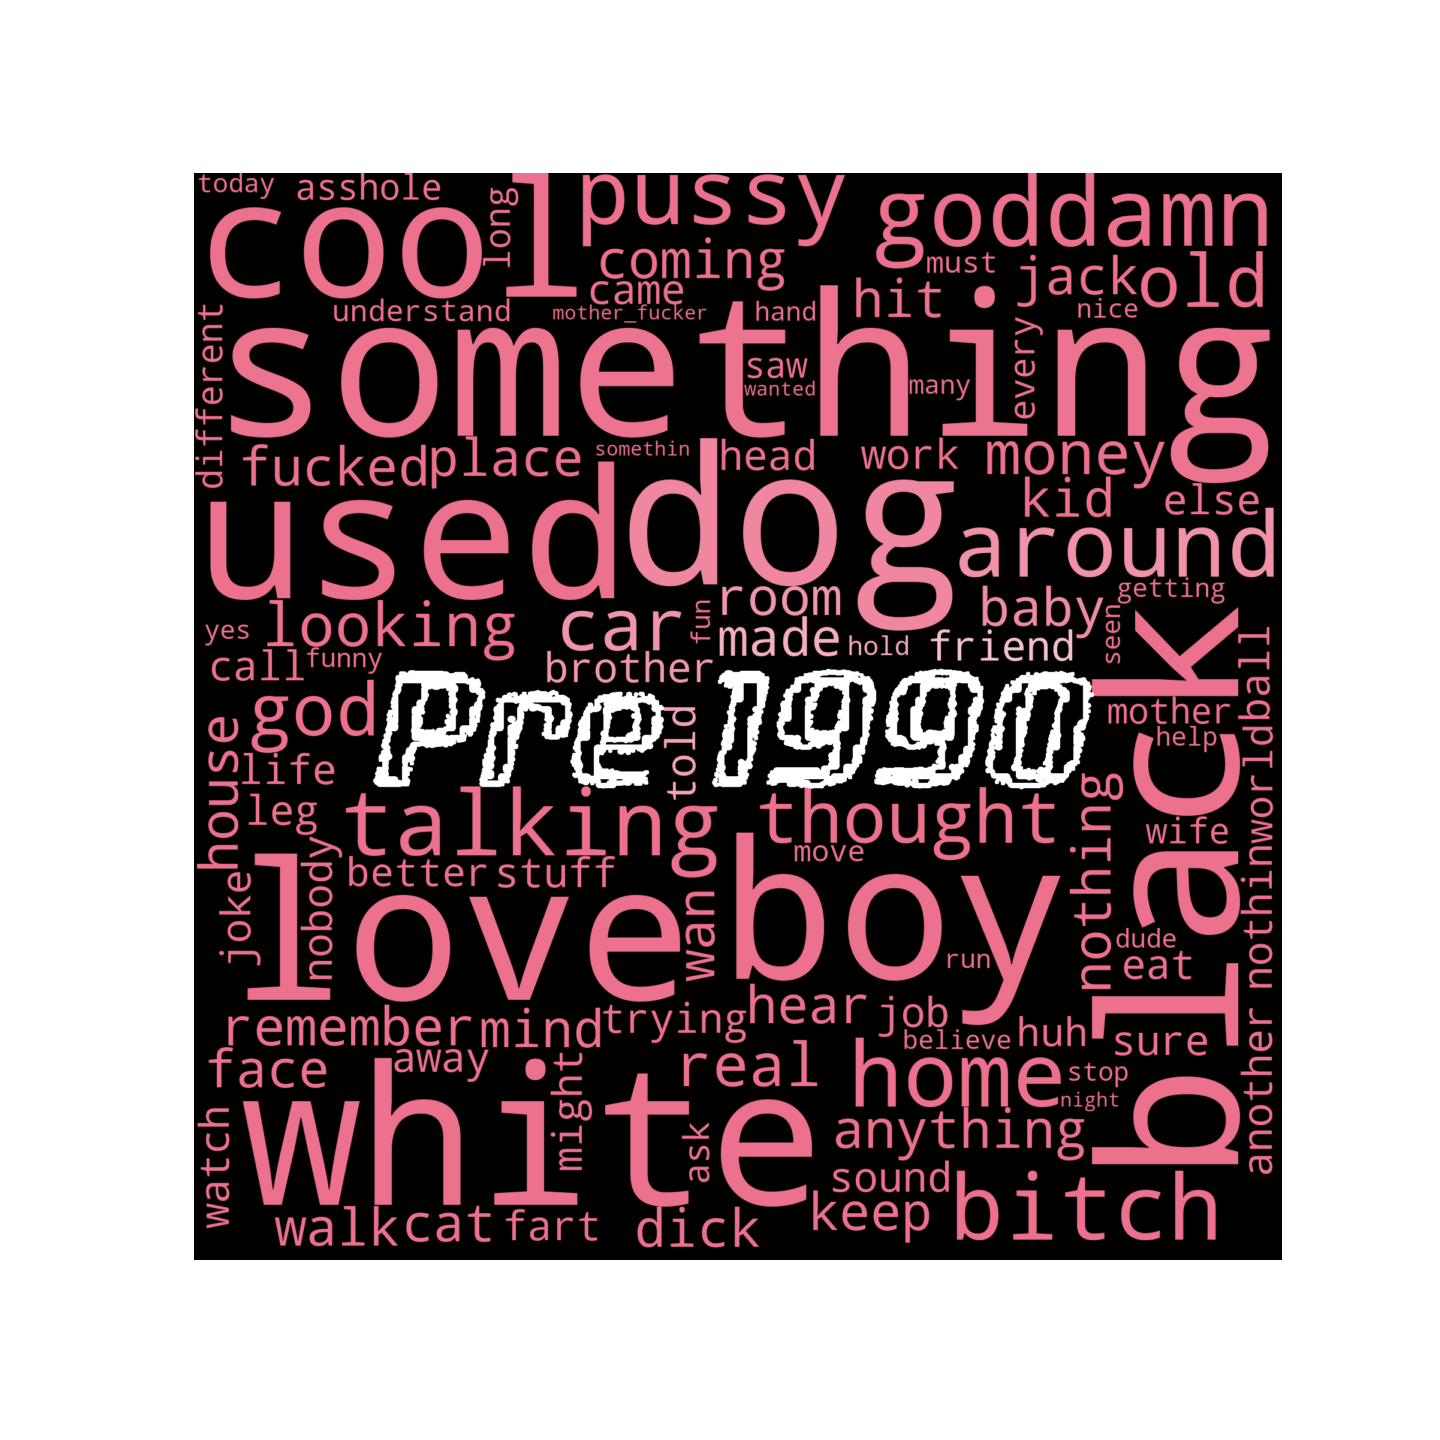 today
asshole
long
cool
pussy
goddamn
coming
must
jack
old
came
hit
nice
understand
mother_fucker
hand
something
different
saw
wanted
many
every
fucked
place
somethin
head
work
money
kid
else
used
dog
around
getting
room
baby
looking
car
fun
made
hold
friend
seen
yes
call
funny
brother
god
Pre 1990
told
mother
help
black
nothinworldball
house
life
leg
talking
thought
nothing
wife
move
joke
nobody
better
stuff
love
wan
boy
run
dude
eat
remember
mind
trying
hear
job
believe
huh
sure
another
face
away
might
real
home
stop
night
white
ask
anything
watch
sound
keep
bitch
walk
cat
fart
dick